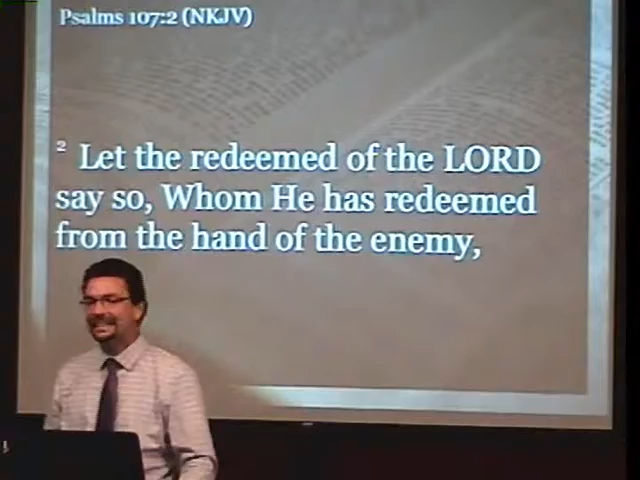 Psalms 107:2 (NKJV)
2 Let the redeemed of the LORD
say so, Whom He has redeemed
from the hand of the enemy,